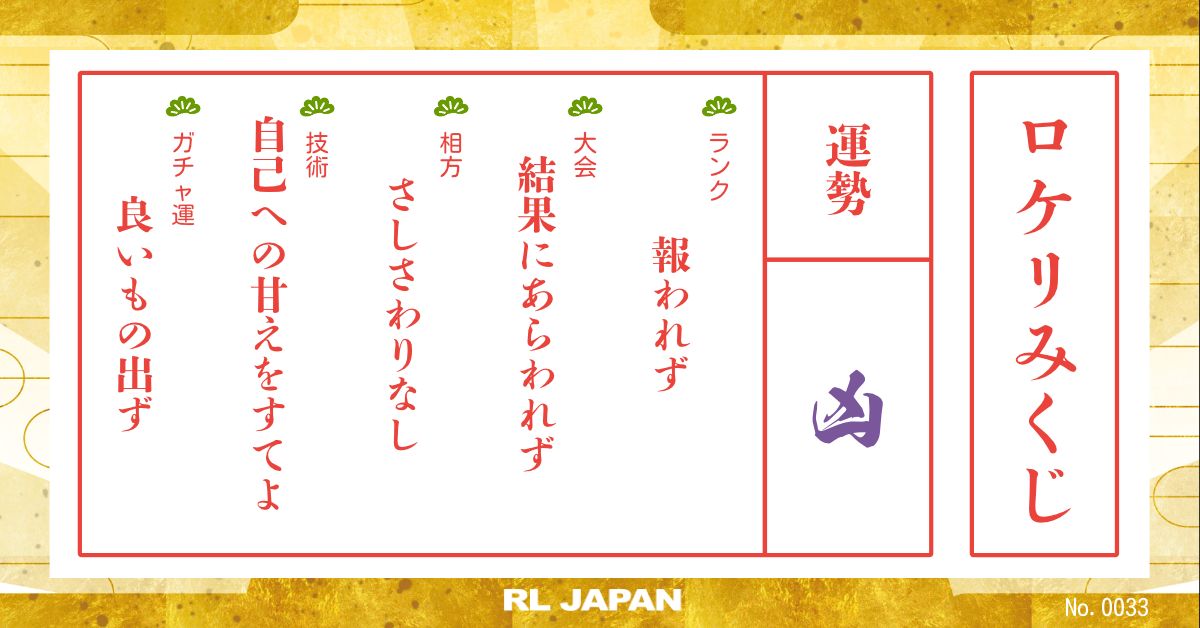 ロケリみくじ
運勢
凶
ランク
報われず
大会
結果にあらわれず
相方
さしさわりなし
技術
自己への甘えをすてよ
ガチャ運
良いもの出ず
RL JAPAN
No.0033